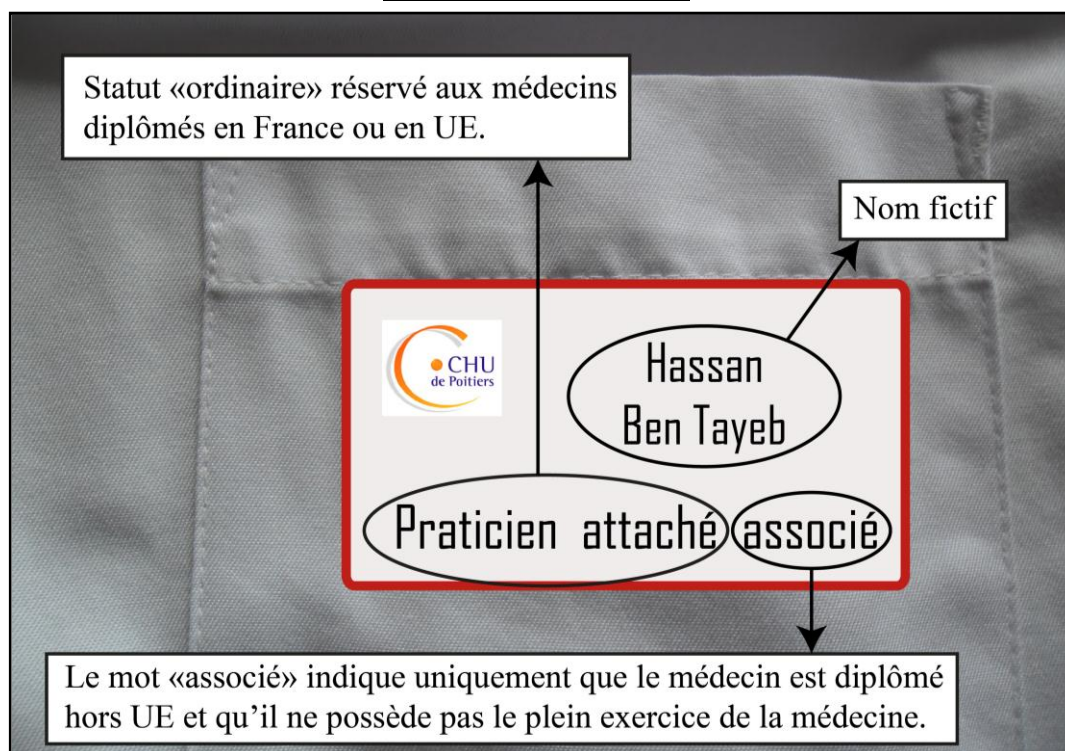 Statut «ordinaire» réservé aux médecins
diplômés en France ou en UE.
Nom fictif
CHU
de Poitiers
Hassan
Ben Tayeb
Praticien attaché associé
Le mot «associé» indique uniquement que le médecin est diplômé
hors UE et qu'il ne possède pas le plein exercice de la médecine.